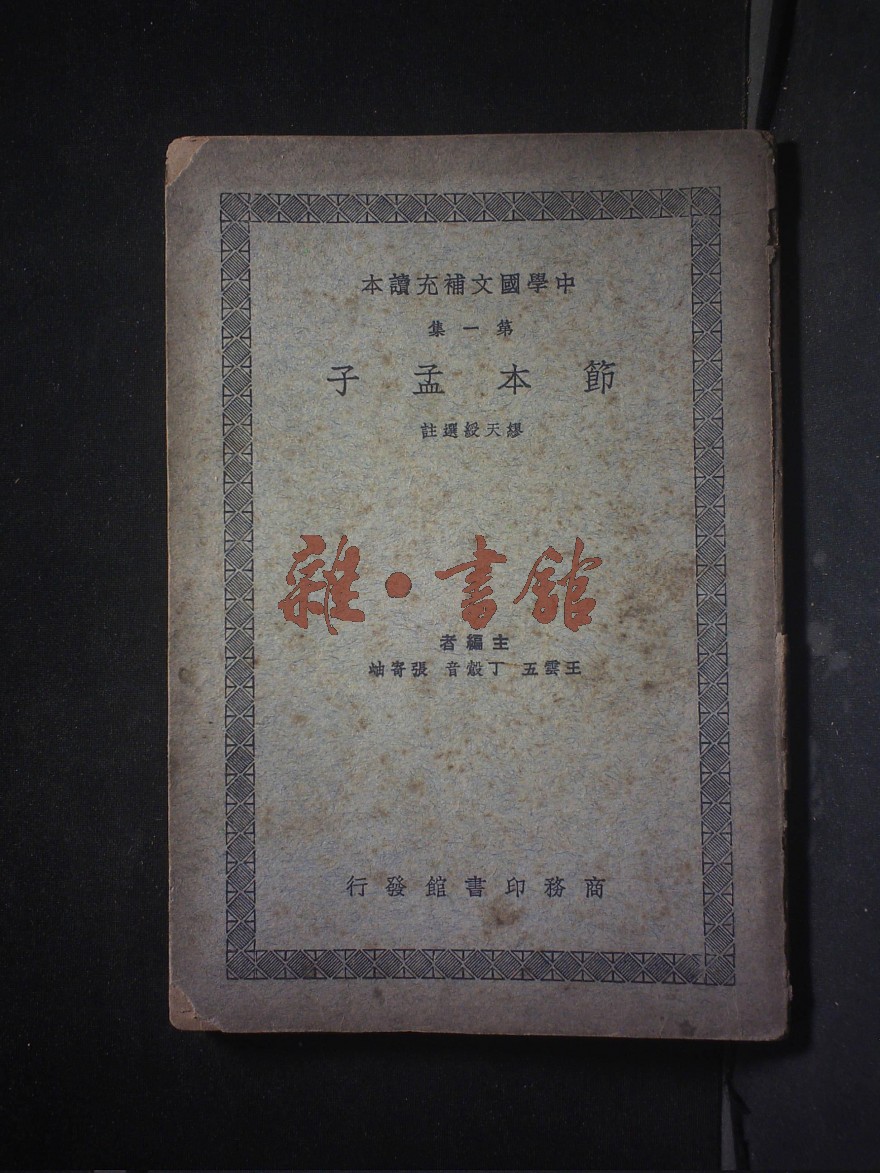 中學國文補充讀本
第一集
節本孟子
繆天綬選註
雜·書館
主編者
王雲五 丁㲄音 張寄岫
商務印書館發行